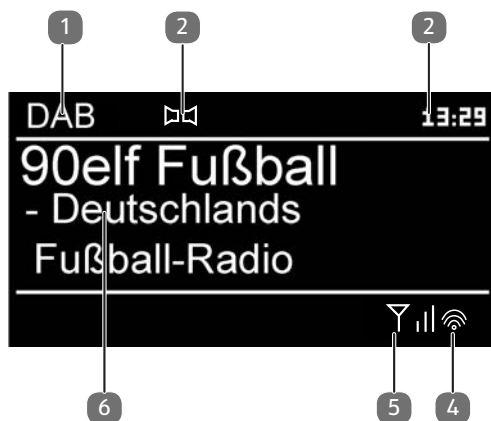 1 2 2
DAB 13:29
90elf Fußball
- Deutschlands
Fußball-Radio
6 5 4